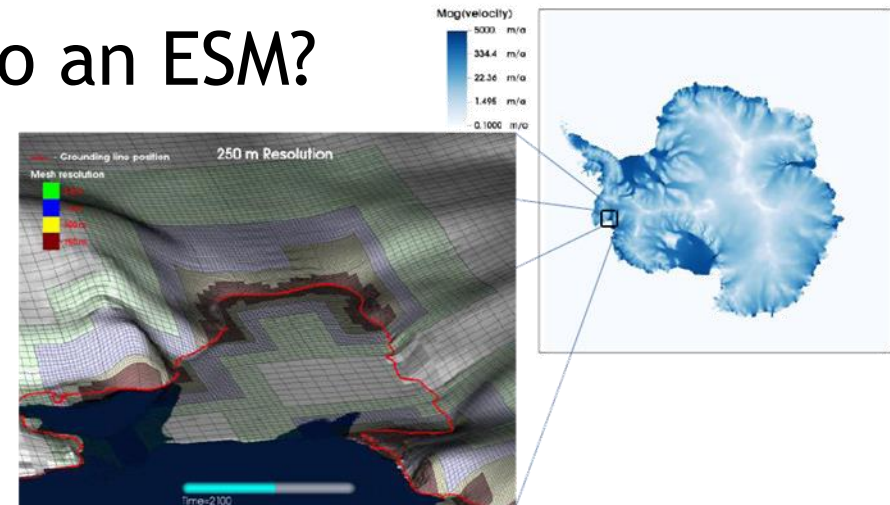 o an ESM?
Mag(velocity)
5000. m/a
334.4 m/a
22.36 m/a
1.495 m/a
0.1000 m/a
Grounding line position
250 m Resolution
Mesh resolution
Time=2100